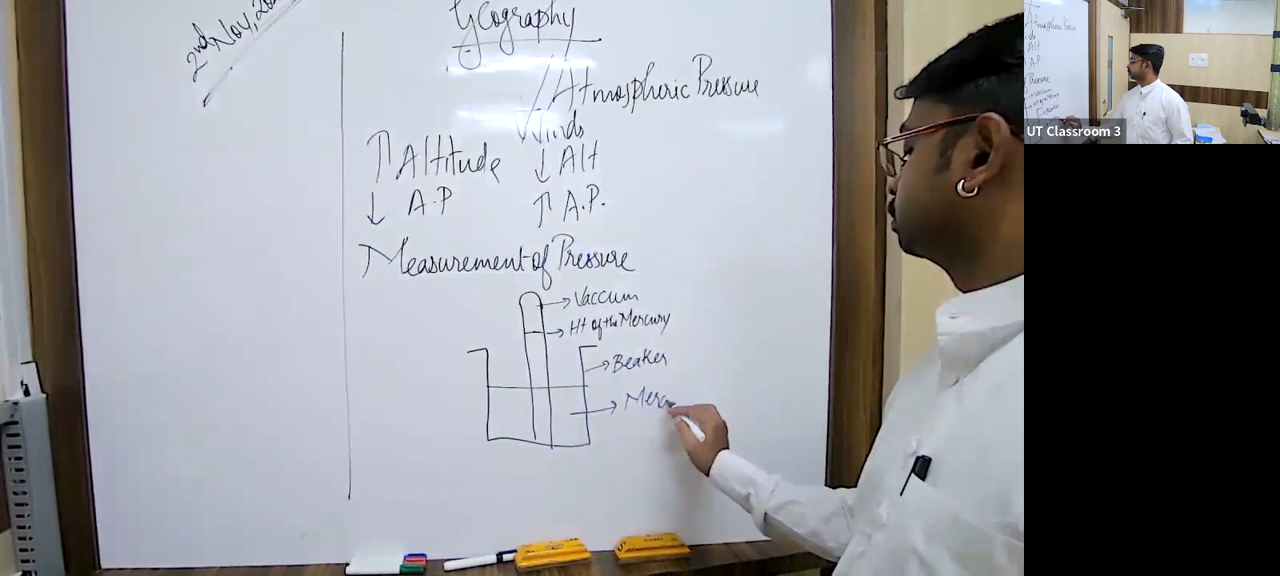 2nd Nov, 20
Geography
Atmospheric Pressure
Winds
↑ Altitude ↓ Alt
↓ A.P ↑ A.P.
Measurement of Pressure
→ Vaccum
→ Ht of the Mercury
→ Beaker
→ Merc
UT Classroom 3